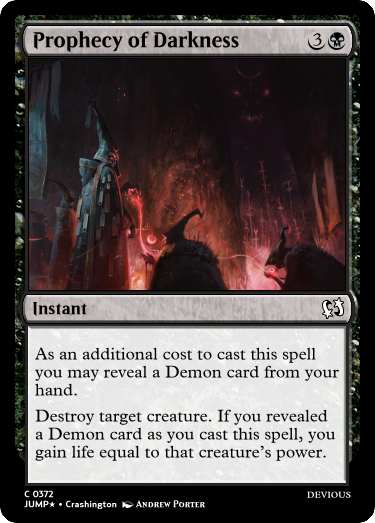 Prophecy of Darkness 3
Instant
As an additional cost to cast this spell
you may reveal a Demon card from your
hand.
Destroy target creature. If you revealed
a Demon card as you cast this spell, you
gain life equal to that creature's power.
C 0372
DEVIOUS
JUMP★ • Crashington Andrew Porter